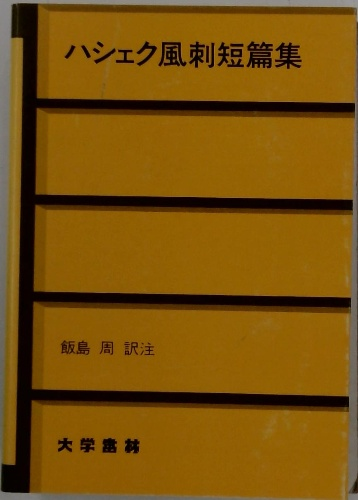 ハシェク風刺短篇集
飯島 周 訳注
大学書林